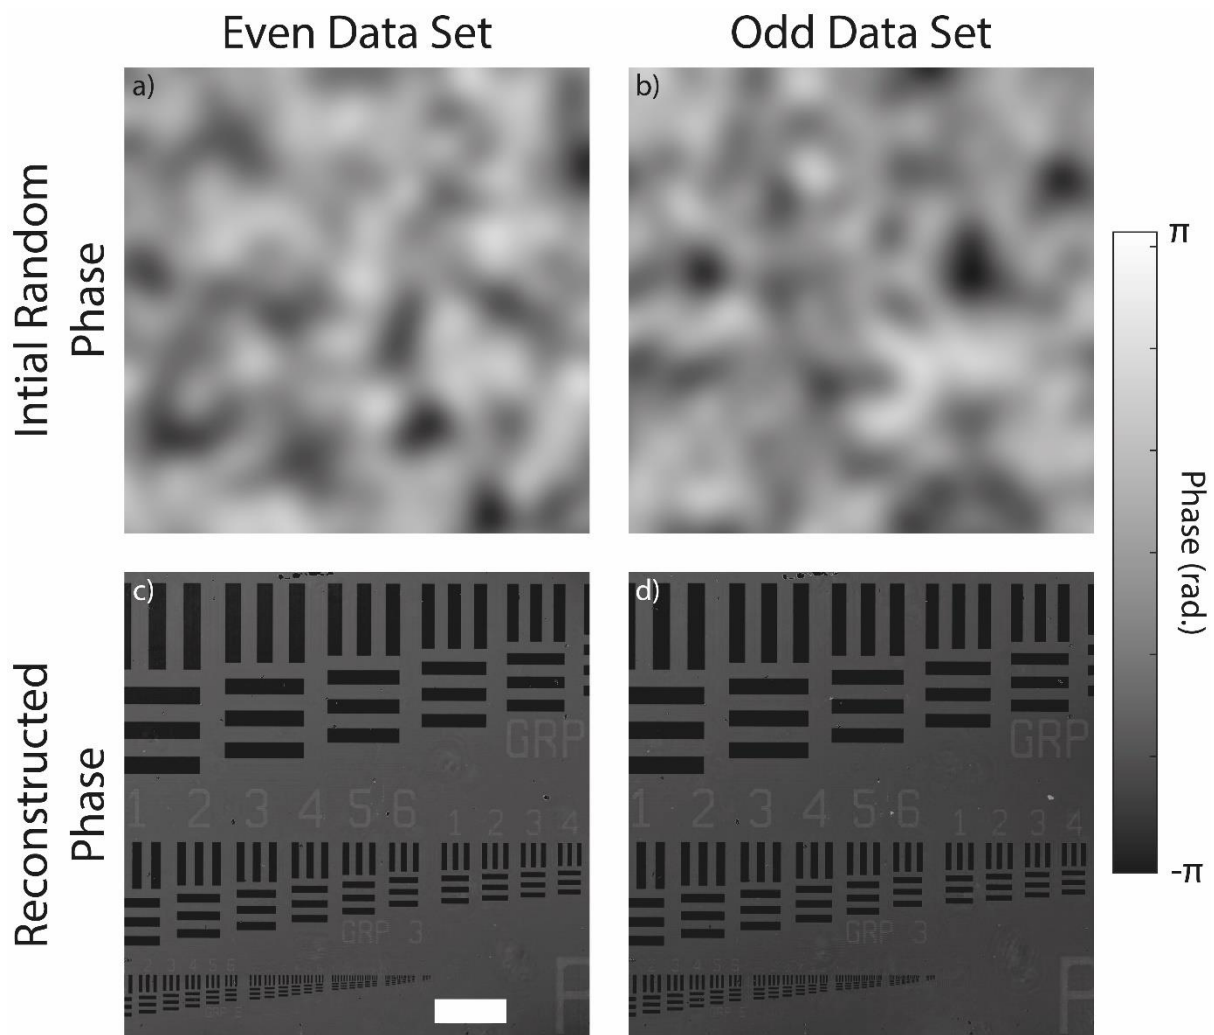 Even Data Set
Odd Data Set
a)
b)
Intial Random
Phase
π
Phase (rad.)
-π
c)
d)
Reconstructed
Phase
GRP
GRP
1 2 3 4 5 6
1 2 3 4
1 2 3 4 5 6
1 2 3 4
GRP 3
GRP 3